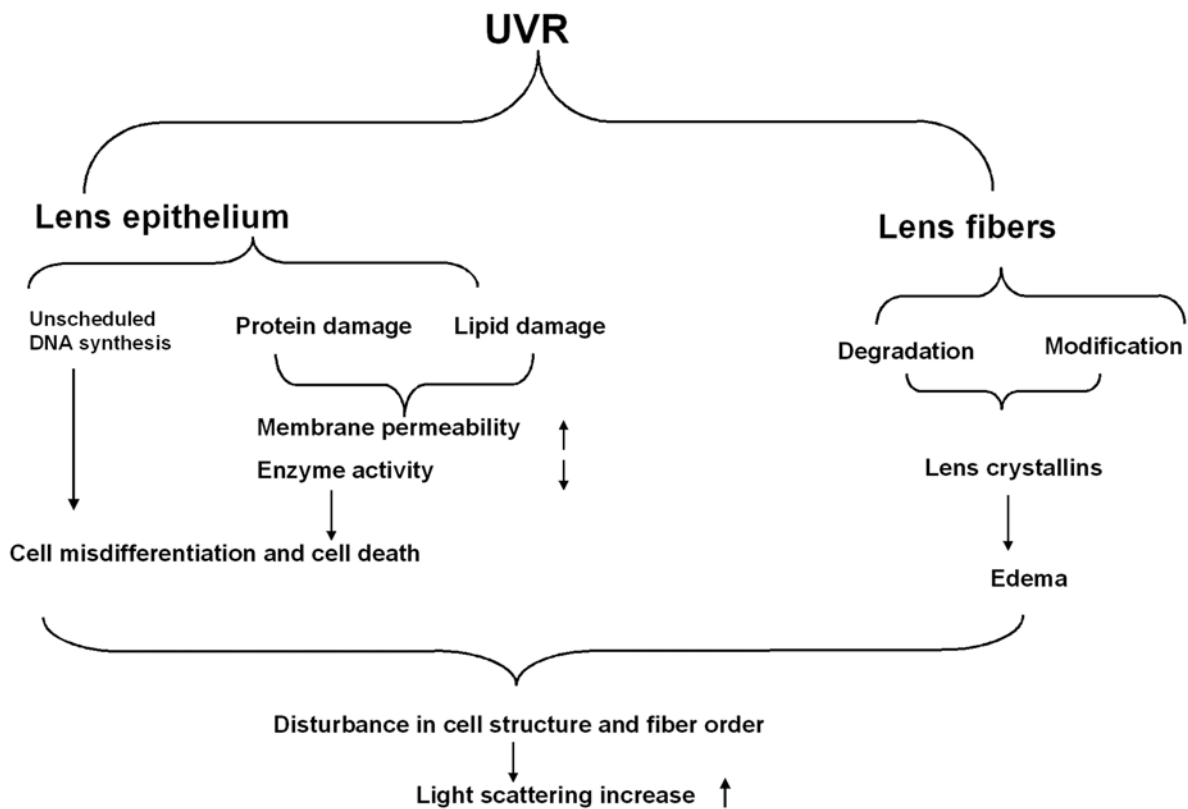 UVR
Lens epithelium
Lens fibers
Unscheduled
DNA synthesis
Protein damage
Lipid damage
Degradation
Modification
Membrane permeability ↑
Enzyme activity ↓
Lens crystallins
Cell misdifferentiation and cell death
Edema
Disturbance in cell structure and fiber order
Light scattering increase ↑